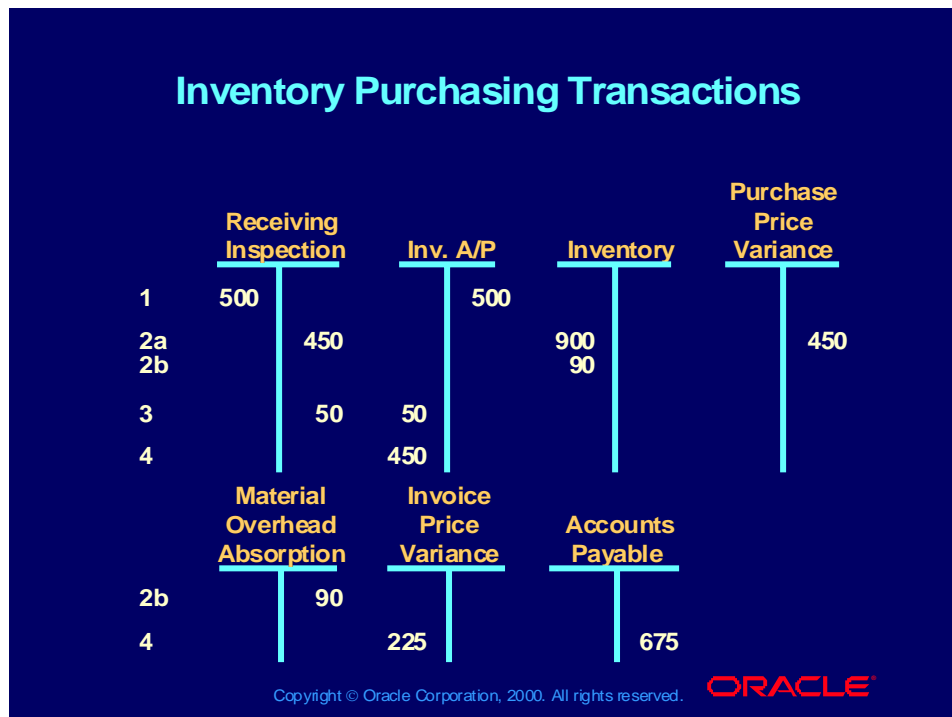 Inventory Purchasing Transactions
Purchase
Receiving Price
Inspection Inv. A/P Inventory Variance
1 500 500
2a 450 900 450
2b 90
3 50 50
4 450
Material Invoice
Overhead Price Accounts
Absorption Variance Payable
2b 90
4 225 675
Copyright © Oracle Corporation, 2000. All rights reserved. ORACLE®